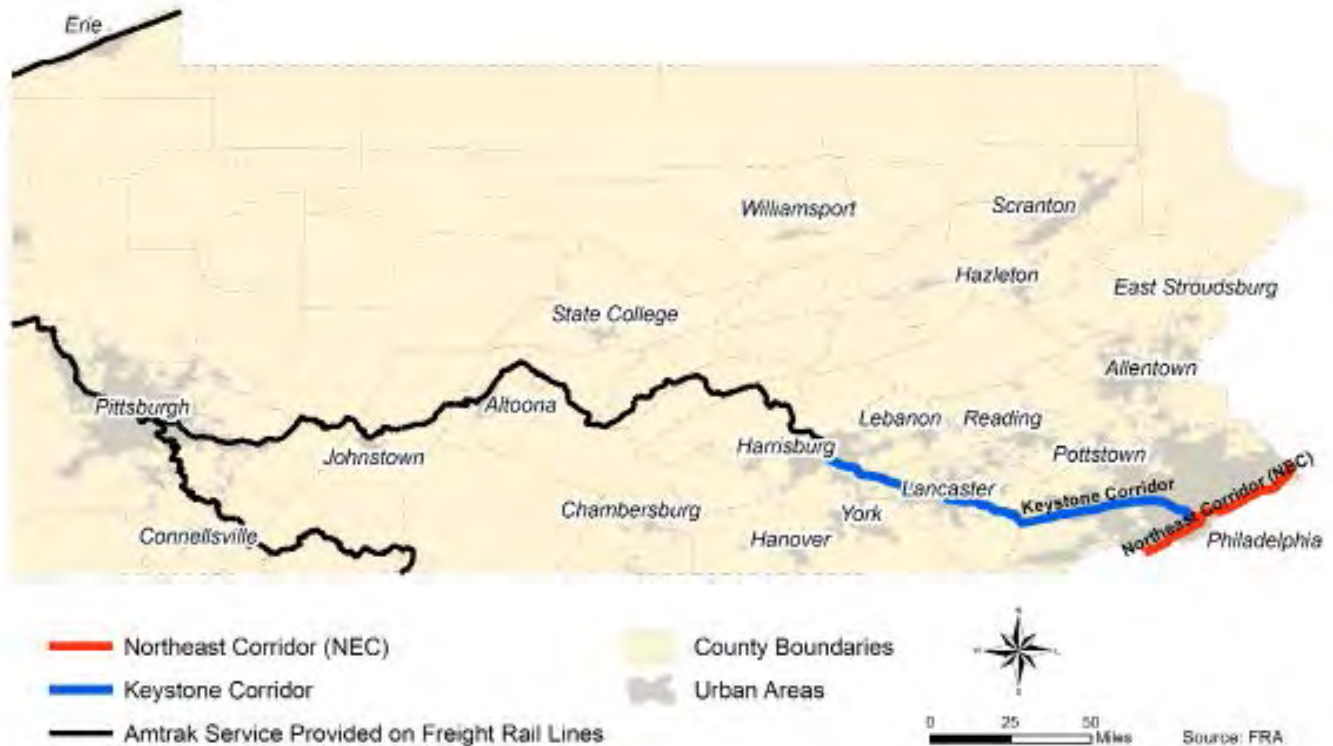 Erie
Williamsport
Scranton
Hazleton
East Stroudsburg
State College
Allentown
Pittsburgh
Altoona
Lebanon
Reading
Harrisburg
Johnstown
Pottstown
Lancaster
Keystone Corridor
Chambersburg
York
Northeast Corridor (NEC)
Connellsville
Hanover
Philadelphia
Northeast Corridor (NEC)
County Boundaries
Keystone Corridor
Urban Areas
Amtrak Service Provided on Freight Rail Lines
0 25 50
Miles
Source: FRA